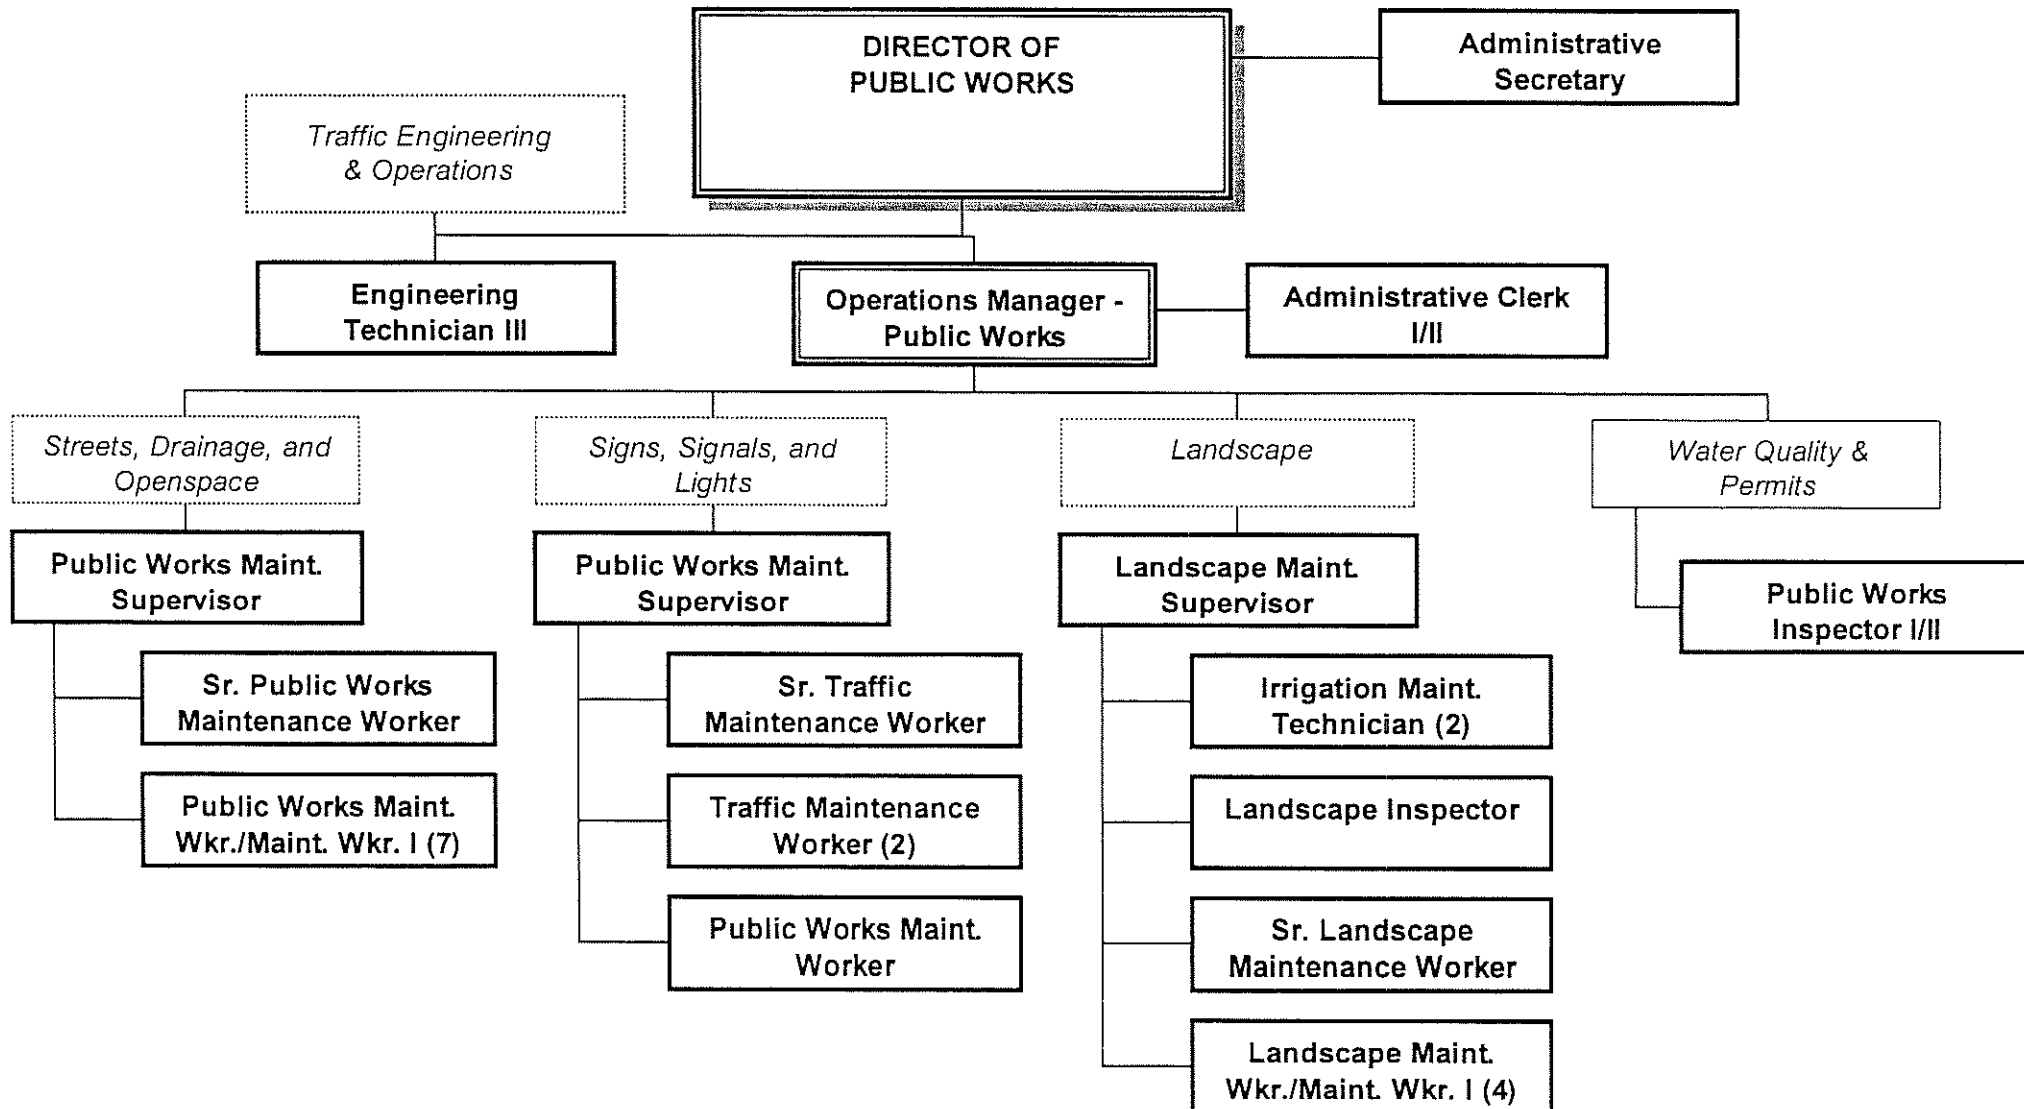 DIRECTOR OF
PUBLIC WORKS
Administrative
Secretary
Traffic Engineering
& Operations
Engineering
Technician III
Operations Manager -
Public Works
Administrative Clerk
I/II
Streets, Drainage, and
Openspace
Signs, Signals, and
Lights
Landscape
Water Quality &
Permits
Public Works Maint.
Supervisor
Public Works Maint.
Supervisor
Landscape Maint.
Supervisor
Public Works
Inspector I/II
Sr. Public Works
Maintenance Worker
Sr. Traffic
Maintenance Worker
Irrigation Maint.
Technician (2)
Public Works Maint.
Wkr./Maint. Wkr. I (7)
Traffic Maintenance
Worker (2)
Landscape Inspector
Public Works Maint.
Worker
Sr. Landscape
Maintenance Worker
Landscape Maint.
Wkr./Maint. Wkr. I (4)